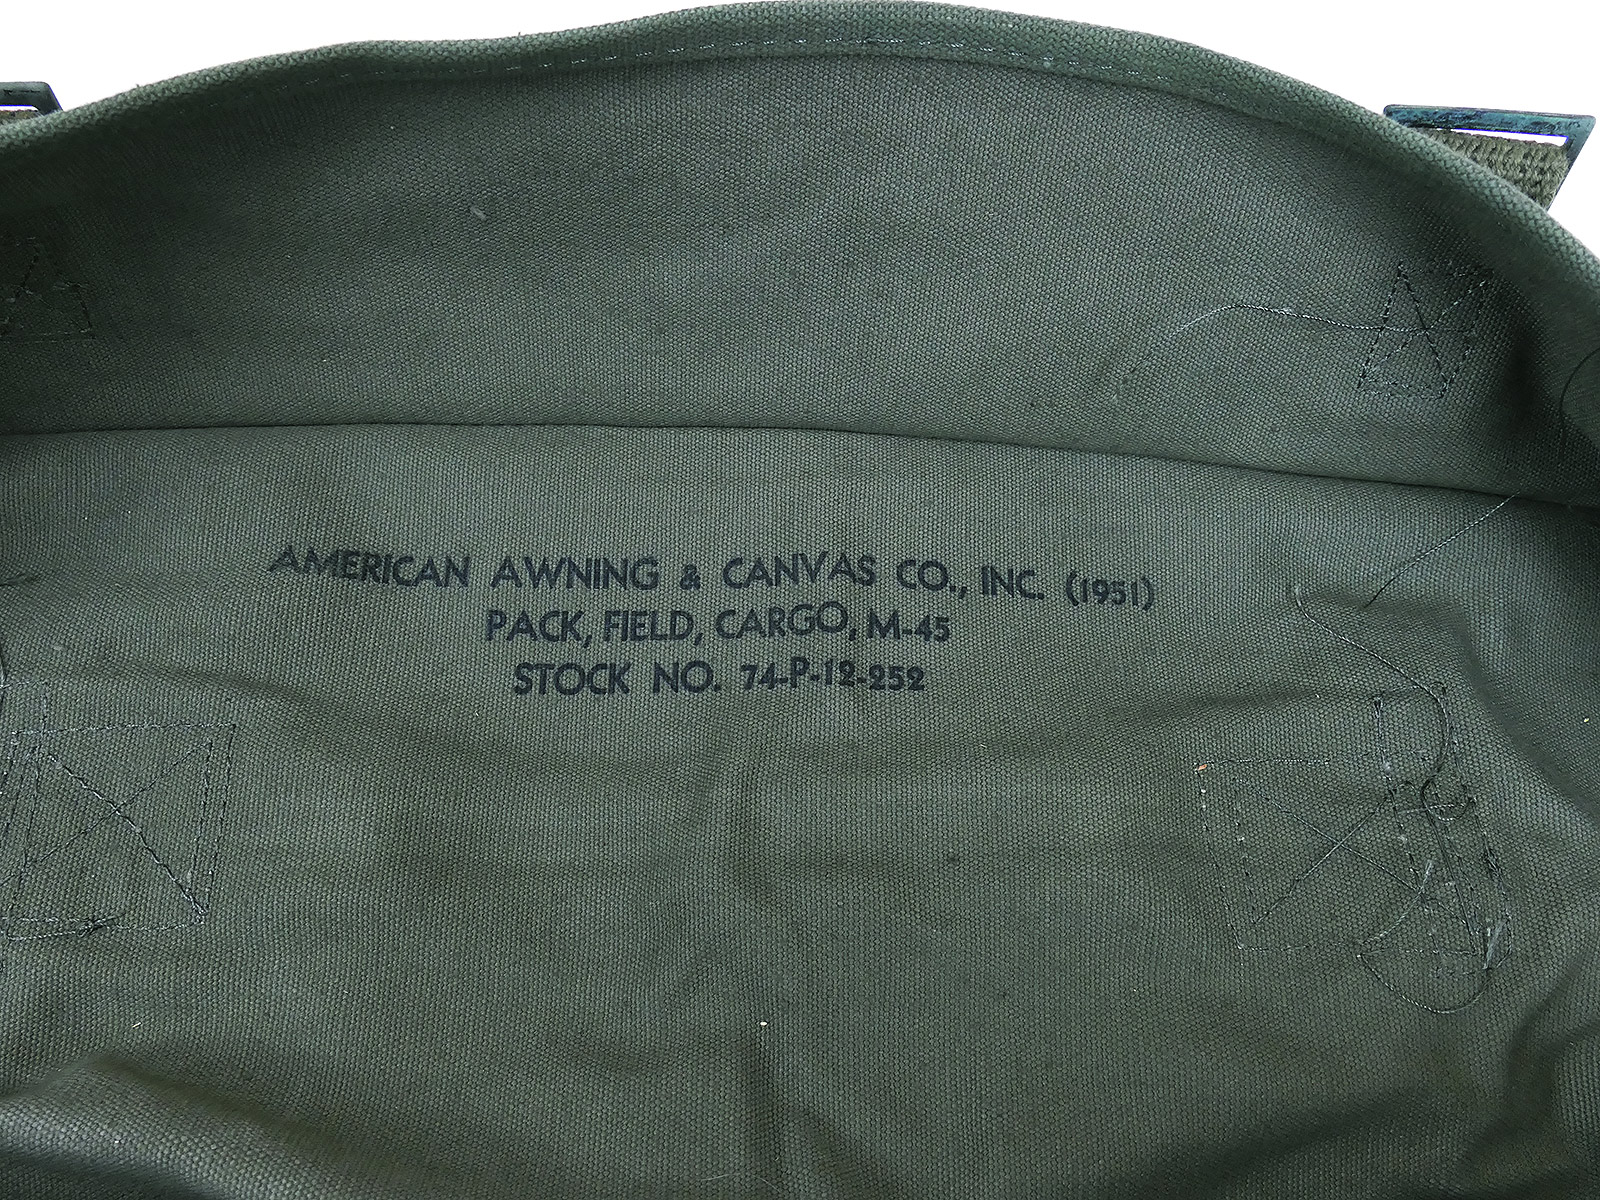 AMERICAN AWNING & CANVAS CO., INC. (1951)
PACK, FIELD, CARGO, M-45
STOCK NO. 74-P-12-252